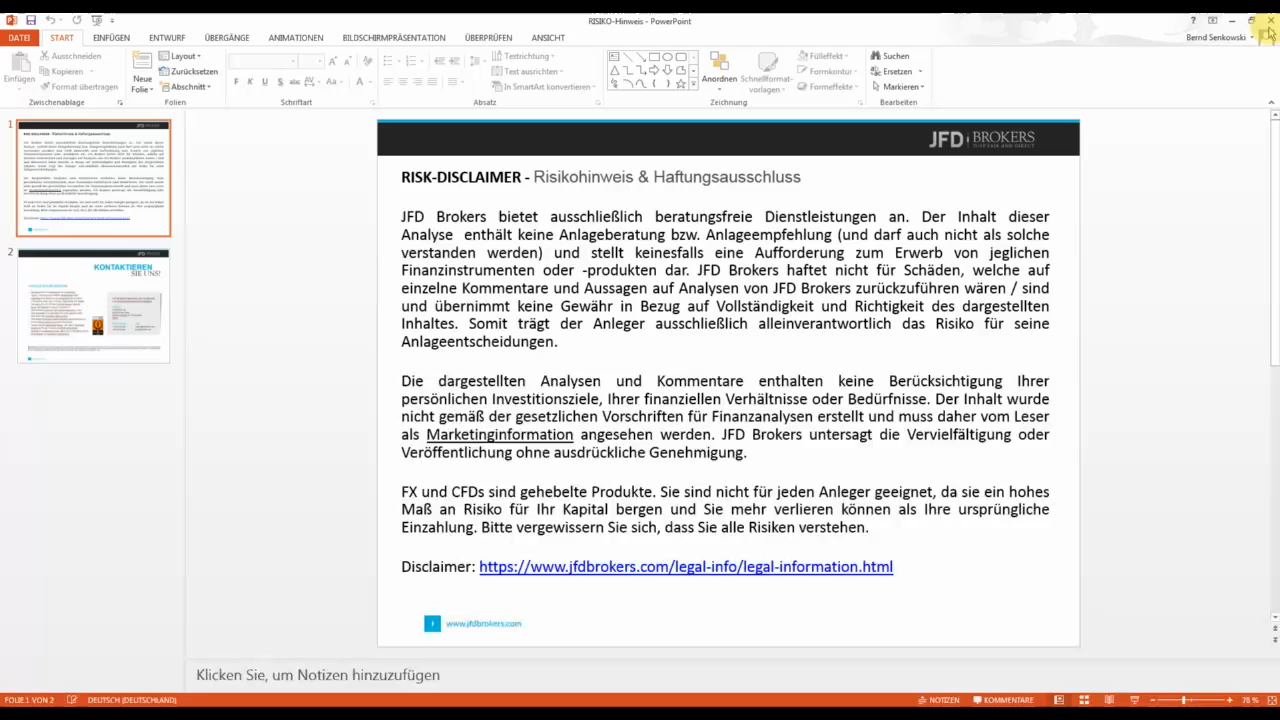 RISIKO-Hinweis - PowerPoint
Bernd Senkowski
DATEI START EINFÜGEN ENTWURF ÜBERGÄNGE ANIMATIONEN BILDSCHIRMPRÄSENTATION ÜBERPRÜFEN ANSICHT
Einfügen
Ausschneiden
Kopieren
Format übertragen
Zwischenablage
Neue Folie
Layout
Zurücksetzen
Abschnitt
Folien
F K U S abc AV Aa A
Schriftart
Textrichtung
Text ausrichten
In SmartArt konvertieren
Absatz
Anordnen
Schnellformat-
vorlagen
Fülleffekt
Formkontur
Formeffekte
Zeichnung
Suchen
Ersetzen
Markieren
Bearbeiten
1
2
KONTAKTIEREN
SIE UNS!
JFD BROKERS
JUST FAIR AND DIRECT
RISK-DISCLAIMER - Risikohinweis & Haftungsausschuss
JFD Brokers bietet ausschließlich beratungsfreie Dienstleistungen an. Der Inhalt dieser
Analyse enthält keine Anlageberatung bzw. Anlageempfehlung (und darf auch nicht als solche
verstanden werden) und stellt keinesfalls eine Aufforderung zum Erwerb von jeglichen
Finanzinstrumenten oder -produkten dar. JFD Brokers haftet nicht für Schäden, welche auf
einzelne Kommentare und Aussagen auf Analysen von JFD Brokers zurückzuführen wären / sind
und übernimmt keine Gewähr in Bezug auf Vollständigkeit und Richtigkeit des dargestellten
Inhaltes. Somit trägt der Anleger ausschließlich alleinverantwortlich das Risiko für seine
Anlageentscheidungen.
Die dargestellten Analysen und Kommentare enthalten keine Berücksichtigung Ihrer
persönlichen Investitionsziele, Ihrer finanziellen Verhältnisse oder Bedürfnisse. Der Inhalt wurde
nicht gemäß der gesetzlichen Vorschriften für Finanzanalysen erstellt und muss daher vom Leser
als Marketinginformation angesehen werden. JFD Brokers untersagt die Vervielfältigung oder
Veröffentlichung ohne ausdrückliche Genehmigung.
FX und CFDs sind gehebelte Produkte. Sie sind nicht für jeden Anleger geeignet, da sie ein hohes
Maß an Risiko für Ihr Kapital bergen und Sie mehr verlieren können als Ihre ursprüngliche
Einzahlung. Bitte vergewissern Sie sich, dass Sie alle Risiken verstehen.
Disclaimer: https://www.jfdbrokers.com/legal-info/legal-information.html
www.jfdbrokers.com
Klicken Sie, um Notizen hinzuzufügen
FOLIE 1 VON 2 DEUTSCH (DEUTSCHLAND) NOTIZEN KOMMENTARE 78 %